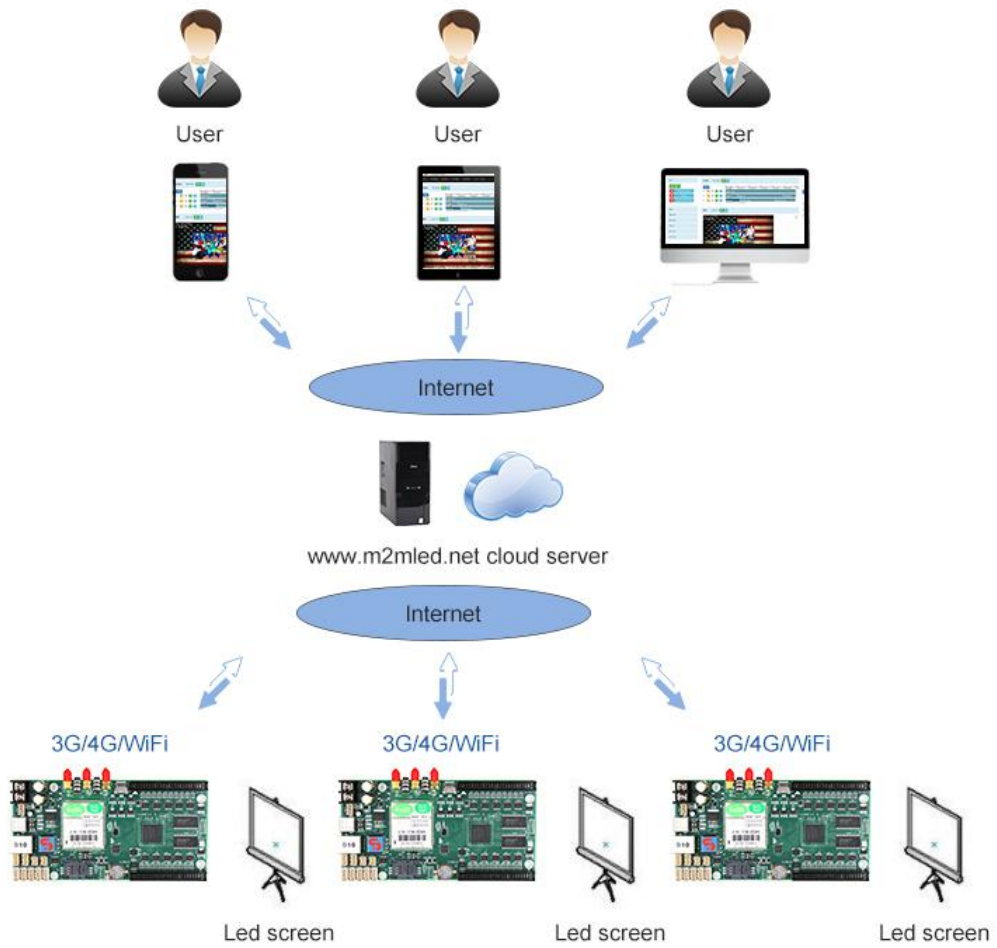 User
User
User
Internet
www.m2mled.net cloud server
Internet
3G/4G/WiFi
3G/4G/WiFi
3G/4G/WiFi
Led screen
Led screen
Led screen